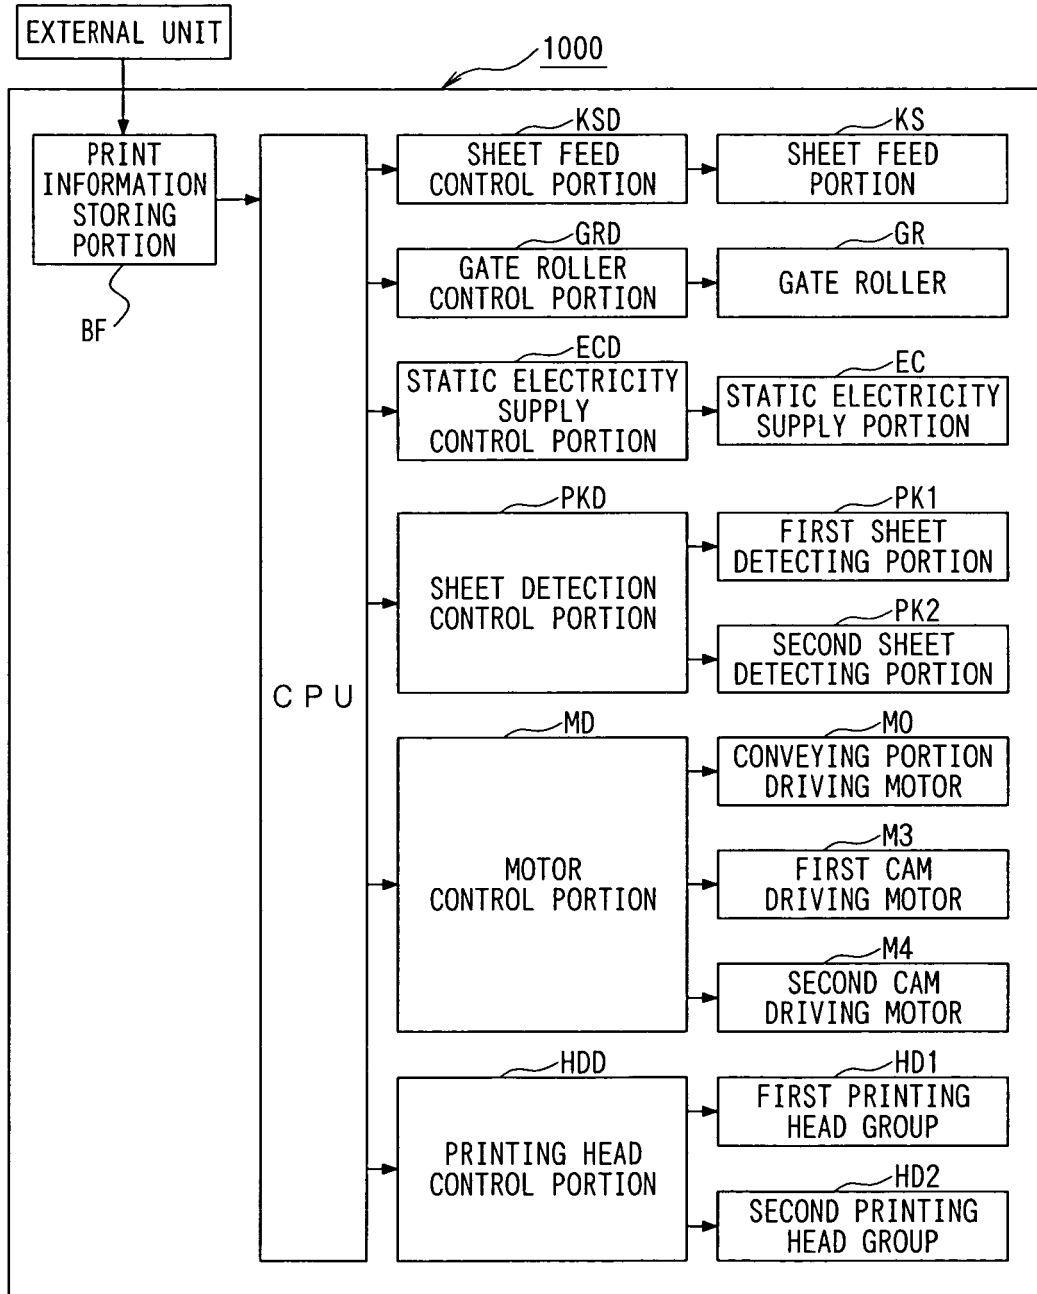 EXTERNAL UNIT
1000
PRINT
INFORMATION
STORING
PORTION
BF
CPU
KSD
SHEET FEED
CONTROL PORTION
KS
SHEET FEED
PORTION
GRD
GATE ROLLER
CONTROL PORTION
GR
GATE ROLLER
ECD
STATIC ELECTRICITY
SUPPLY
CONTROL PORTION
EC
STATIC ELECTRICITY
SUPPLY PORTION
PKD
SHEET DETECTION
CONTROL PORTION
PK1
FIRST SHEET
DETECTING PORTION
PK2
SECOND SHEET
DETECTING PORTION
MD
MOTOR
CONTROL PORTION
MO
CONVEYING PORTION
DRIVING MOTOR
M3
FIRST CAM
DRIVING MOTOR
M4
SECOND CAM
DRIVING MOTOR
HDD
PRINTING HEAD
CONTROL PORTION
HD1
FIRST PRINTING
HEAD GROUP
HD2
SECOND PRINTING
HEAD GROUP